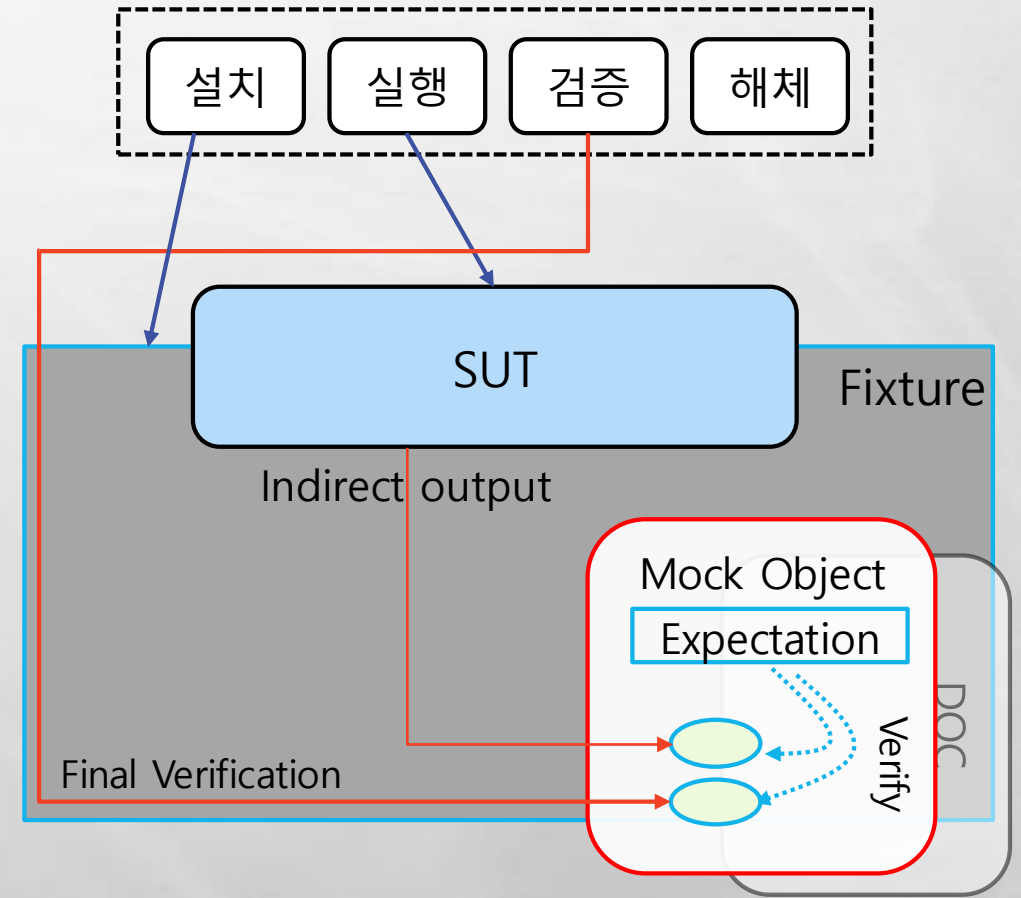 설치 실행 검증 해체
SUT
Fixture
Indirect output
Mock Object
Expectation
DOC
Verify
Final Verification